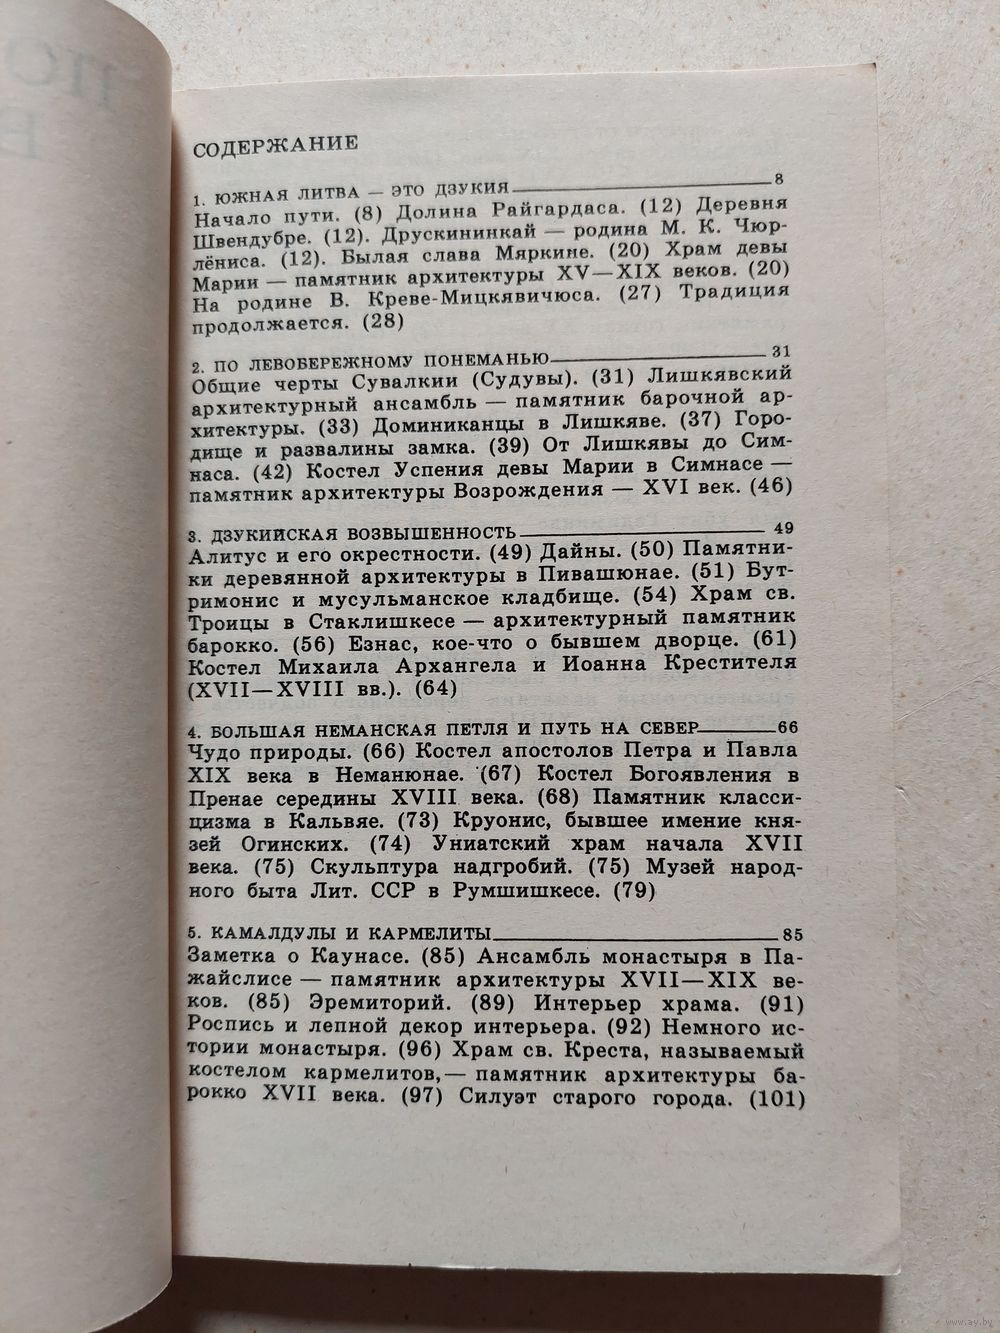 СОДЕРЖАНИЕ
1. ЮЖНАЯ ЛИТВА — ЭТО ДЗУКИЯ 8
Начало пути. (8) Долина Райгардаса. (12) Деревня
Швендубре. (12). Друскининкай — родина М. К. Чюр-
лёниса. (12). Былая слава Мяркине. (20) Храм девы
Марии — памятник архитектуры XV—XIX веков. (20)
На родине В. Креве-Мицкявичюса. (27) Традиция
продолжается. (28)
2. ПО ЛЕВОБЕРЕЖНОМУ ПОНЕМАНЬЮ 31
Общие черты Сувалкии (Судувы). (31) Лишкявский
архитектурный ансамбль — памятник барочной ар-
хитектуры. (33) Доминиканцы в Лишкяве. (37) Горо-
дище и развалины замка. (39) От Лишкявы до Сим-
наса. (42) Костел Успения девы Марии в Симнасе —
памятник архитектуры Возрождения — XVI век. (46)
3. ДЗУКИЙСКАЯ ВОЗВЫШЕННОСТЬ 49
Алитус и его окрестности. (49) Дайны. (50) Памятни-
ки деревянной архитектуры в Пивашюнае. (51) Бут-
римонис и мусульманское кладбище. (54) Храм св.
Троицы в Стаклишкесе — архитектурный памятник
барокко. (56) Езнас, кое-что о бывшем дворце. (61)
Костел Михаила Архангела и Иоанна Крестителя
(XVII—XVIII вв.). (64)
4. БОЛЬШАЯ НЕМАНСКАЯ ПЕТЛЯ И ПУТЬ НА СЕВЕР 66
Чудо природы. (66) Костел апостолов Петра и Павла
XIX века в Неманюнае. (67) Костел Богоявления в
Пренае середины XVIII века. (68) Памятник класси-
цизма в Кальвяе. (73) Круонис, бывшее имение кня-
зей Огинских. (74) Униатский храм начала XVII
века. (75) Скульптура надгробий. (75) Музей народ-
ного быта Лит. ССР в Румшишкесе. (79)
5. КАМАЛДУЛЫ И КАРМЕЛИТЫ 85
Заметка о Каунасе. (85) Ансамбль монастыря в Па-
жайслисе — памятник архитектуры XVII—XIX ве-
ков. (85) Эремиторий. (89) Интерьер храма. (91)
Роспись и лепной декор интерьера. (92) Немного ис-
тории монастыря. (96) Храм св. Креста, называемый
костелом кармелитов,— памятник архитектуры ба-
рокко XVII века. (97) Силуэт старого города. (101)
www.ay.by